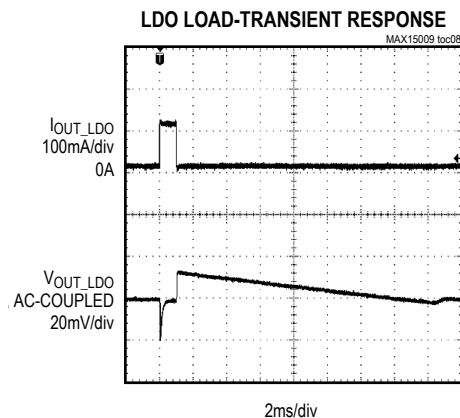 LDO LOAD-TRANSIENT RESPONSE
MAX15009 toc08
IOUT_LDO
100mA/div
0A
VOUT_LDO
AC-COUPLED
20mV/div
2ms/div